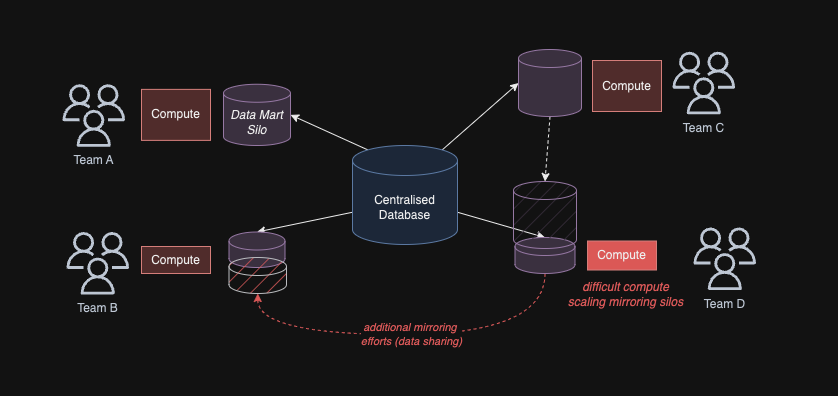 Team A
Compute
Data Mart
Silo
Compute
Team C
Centralised
Database
Team B
Compute
Compute
difficult compute
scaling mirroring silos
Team D
additional mirroring
efforts (data sharing)